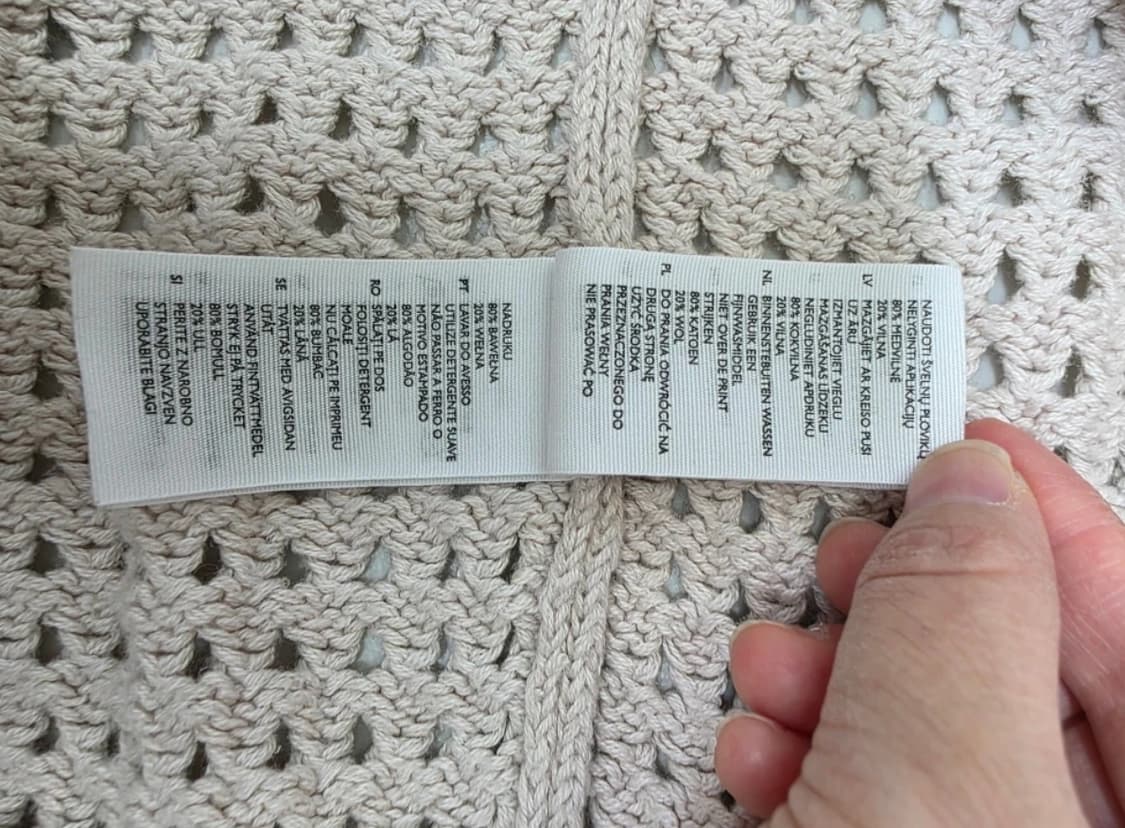 NAUDOTI ŠVELNŲ PLOVIKLĮ
NELYGINTI APLIKACIJŲ
80% MEDVILNĖ
20% VILNA
LV MAZGĀJIET AR KREISO PUSI
UZ ĀRU
IZMANTOJIET VIEGLU
MAZGĀŠANAS LĪDZEKLI
NEGLUDINIET APDRUKU
80% KOKVILNA
20% VILNA
NL BINNENSTEBUITEN WASSEN
GEBRUIK EEN
FIJNWASMIDDEL
NIET OVER DE PRINT
STRIJKEN
80% KATOEN
20% WOL
PL DO PRANIA ODWRÓCIĆ NA
DRUGĄ STRONĘ
UŻYĆ ŚRODKA
PRZEZNACZONEGO DO
PRANIA WEŁNY
NIE PRASOWAĆ PO
NADRUKU
80% BAWEŁNA
20% WEŁNA
PT LAVAR DO AVESSO
UTILIZE DETERGENTE SUAVE
NÃO PASSAR A FERRO O
MOTIVO ESTAMPADO
80% ALGODÃO
20% LÃ
RO SPĂLAŢI PE DOS
FOLOSIŢI DETERGENT
MOALE
NU CĂLCAŢI PE IMPRIMEU
80% BUMBAC
20% LÂNĂ
SE TVÄTTAS MED AVIGSIDAN
UTÅT
ANVÄND FINTVÄTTMEDEL
STRYK EJ PÅ TRYCKET
80% BOMULL
20% ULL
SI PERITE Z NAROBNO
STRANJO NAVZVEN
UPORABITE BLAGI